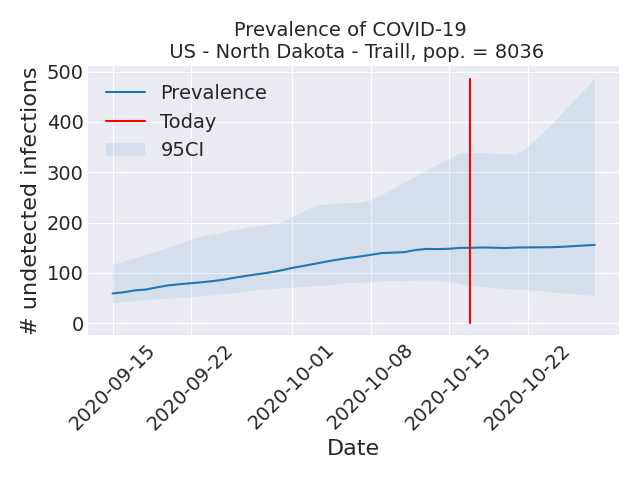 Prevalence of COVID-19
US - North Dakota - Traill, pop. = 8036
# undetected infections
500
400
300
200
100
0
Prevalence
Today
95CI
2020-09-15
2020-09-22
2020-10-01
2020-10-08
2020-10-15
2020-10-22
Date